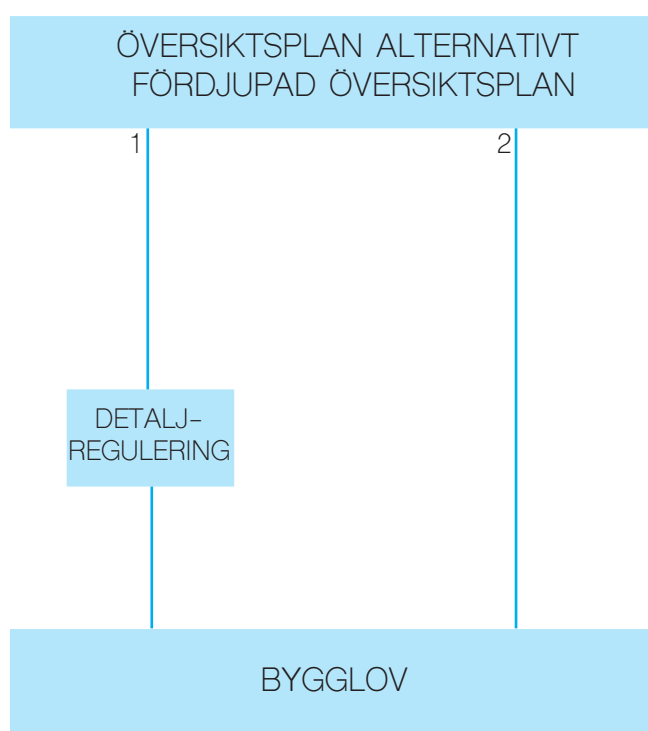 ÖVERSIKTSPLAN ALTERNATIVT
FÖRDJUPAD ÖVERSIKTSPLAN
1
2
DETALJ-
REGULERING
BYGGLOV